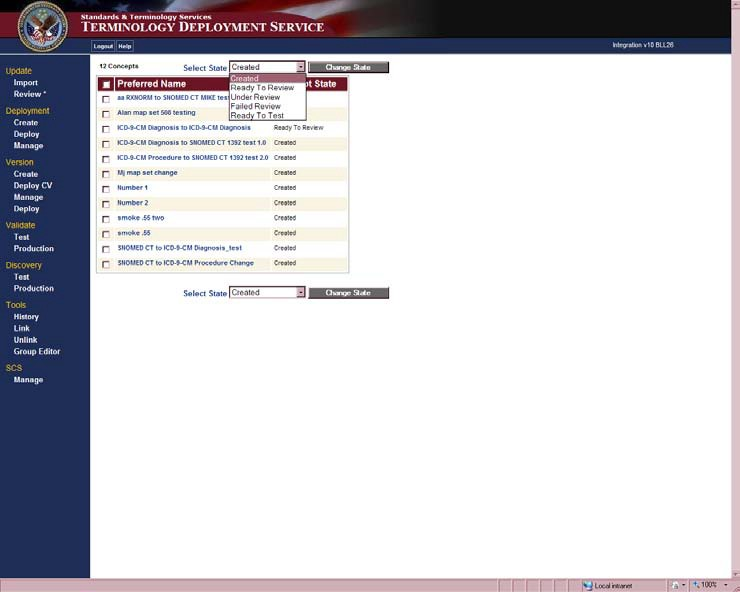 Standards & Terminology Services
TERMINOLOGY DEPLOYMENT SERVICE
Logout Help
Integration v10 BLL26
Update
Import
Review *
Deployment
Create
Deploy
Manage
Version
Create
Deploy CV
Manage
Deploy
Validate
Test
Production
Discovery
Test
Production
Tools
History
Link
Unlink
Group Editor
SCS
Manage
12 Concepts Select State Created Change State
Created
Ready To Review
Under Review
Failed Review
Ready To Test
Preferred Name pt State
aa RXNORM to SNOMED CT MIKE test
Alan map set 566 testing
ICD-9-CM Diagnosis to ICD-9-CM Diagnosis Ready To Review
ICD-9-CM Diagnosis to SNOMED CT 1392 test 1.0 Created
ICD-9-CM Procedure to SNOMED CT 1392 test 2.0 Created
Mj map set change Created
Number 1 Created
Number 2 Created
smoke .55 two Created
smoke .55 Created
SNOMED CT to ICD-9-CM Diagnosis_test Created
SNOMED CT to ICD-9-CM Procedure Change Created
Select State Created Change State
Local intranet 100%